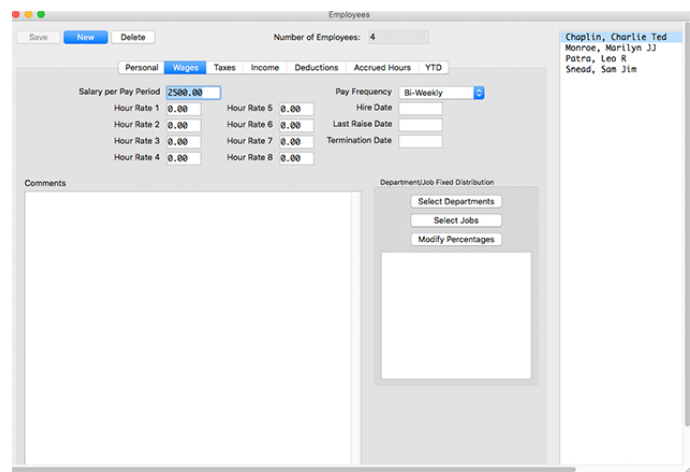 Employees
Save New Delete Number of Employees: 4
Personal Wages Taxes Income Deductions Accrued Hours YTD
Salary per Pay Period 2500.00 Pay Frequency Bi-Weekly
Hour Rate 1 0.00 Hour Rate 5 0.00 Hire Date
Hour Rate 2 0.00 Hour Rate 6 0.00 Last Raise Date
Hour Rate 3 0.00 Hour Rate 7 0.00 Termination Date
Hour Rate 4 0.00 Hour Rate 8 0.00
Comments
Department/Job Fixed Distribution
Select Departments
Select Jobs
Modify Percentages
Chaplin, Charlie Ted
Monroe, Marilyn JJ
Patra, Leo R
Snead, Sam Jim